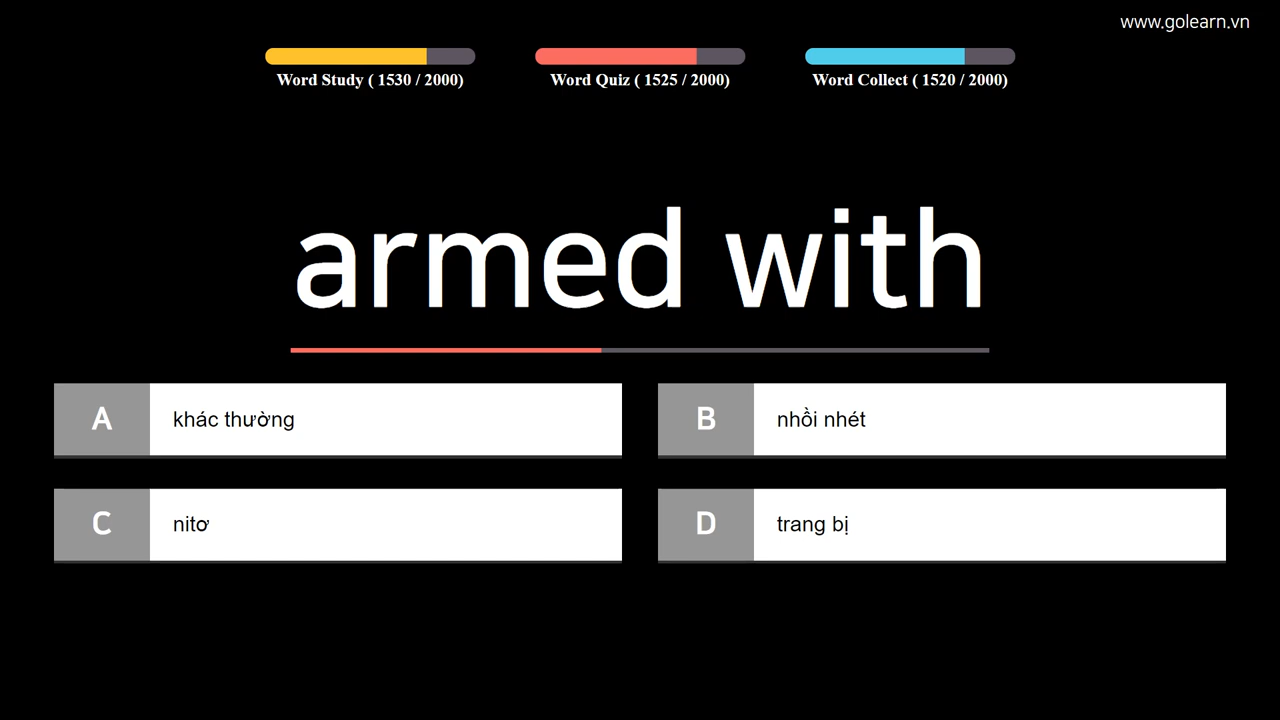 www.golearn.vn
Word Study ( 1530 / 2000)
Word Quiz ( 1525 / 2000)
Word Collect ( 1520 / 2000)
armed with
A khác thường
B nhồi nhét
C nitơ
D trang bị